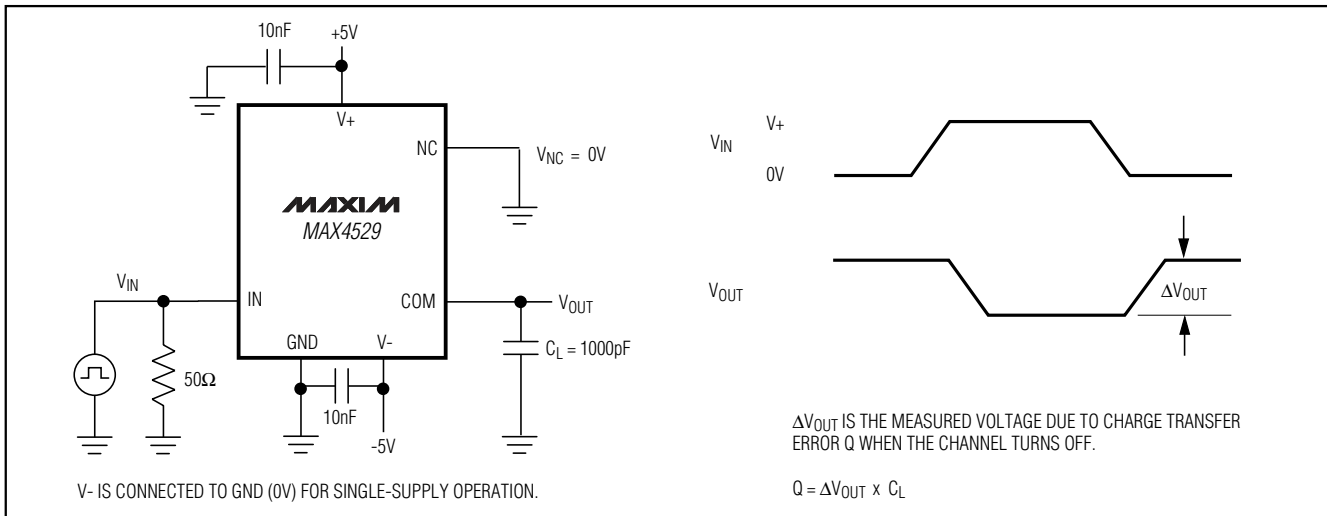 10nF
+5V
V+
NC
VNC = 0V
MAXIM
MAX4529
VIN
IN
COM
VOUT
GND
V-
CL = 1000pF
50Ω
10nF
-5V
V- IS CONNECTED TO GND (0V) FOR SINGLE-SUPPLY OPERATION.
VIN
V+
0V
VOUT
ΔVOUT
ΔVOUT IS THE MEASURED VOLTAGE DUE TO CHARGE TRANSFER
ERROR Q WHEN THE CHANNEL TURNS OFF.
Q = ΔVOUT x CL